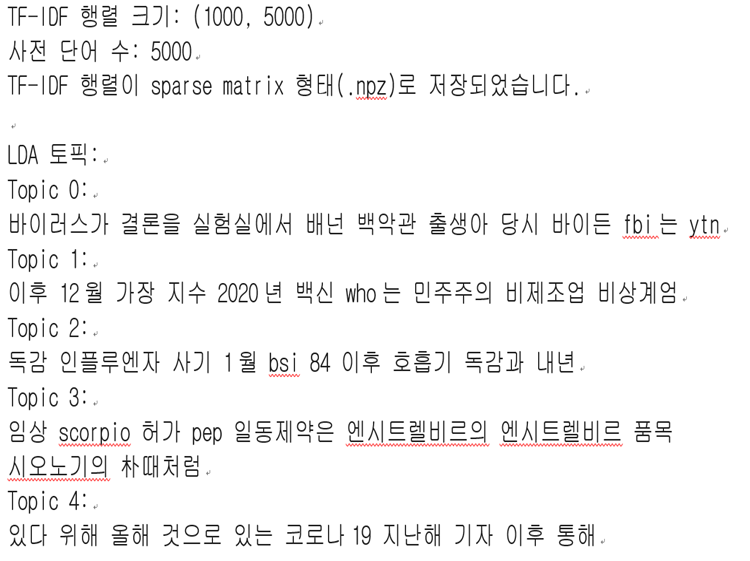 TF-IDF 행렬 크기: (1000, 5000)
사전 단어 수: 5000
TF-IDF 행렬이 sparse matrix 형태(.npz)로 저장되었습니다.
LDA 토픽:
Topic 0:
바이러스가 결론을 실험실에서 배넌 백악관 출생아 당시 바이든 fbi는 ytn
Topic 1:
이후 12월 가장 지수 2020년 백신 who는 민주주의 비제조업 비상계엄
Topic 2:
독감 인플루엔자 사기 1월 bsi 84 이후 호흡기 독감과 내년
Topic 3:
임상 scorpio 허가 pep 일동제약은 엔시트렐비르의 엔시트렐비르 품목
시오노기의 朴때처럼
Topic 4:
있다 위해 올해 것으로 있는 코로나19 지난해 기자 이후 통해